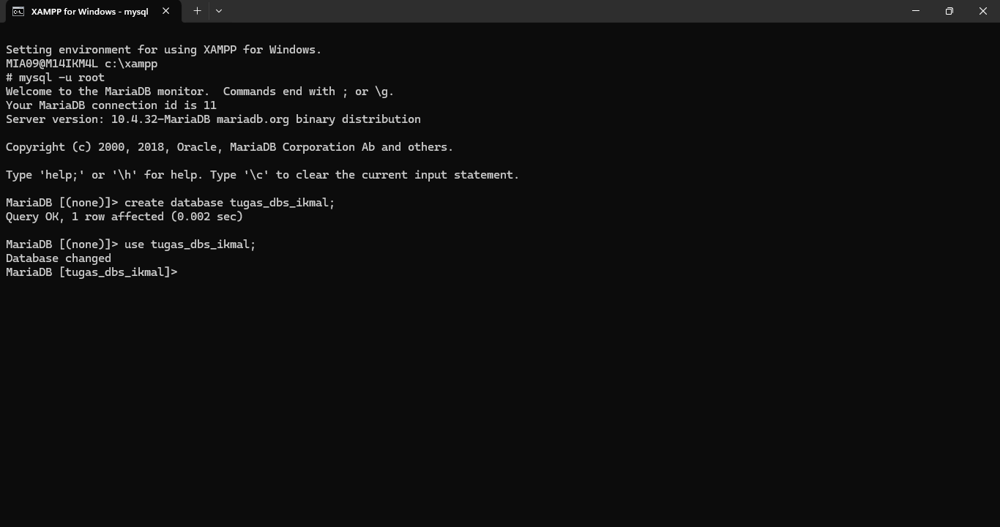 XAMPP for Windows - mysql
Setting environment for using XAMPP for Windows.
MIA09@M14IKM4L c:\xampp
# mysql -u root
Welcome to the MariaDB monitor.  Commands end with ; or \g.
Your MariaDB connection id is 11
Server version: 10.4.32-MariaDB mariadb.org binary distribution
Copyright (c) 2000, 2018, Oracle, MariaDB Corporation Ab and others.
Type 'help;' or '\h' for help. Type '\c' to clear the current input statement.
MariaDB [(none)]> create database tugas_dbs_ikmal;
Query OK, 1 row affected (0.002 sec)
MariaDB [(none)]> use tugas_dbs_ikmal;
Database changed
MariaDB [tugas_dbs_ikmal]>